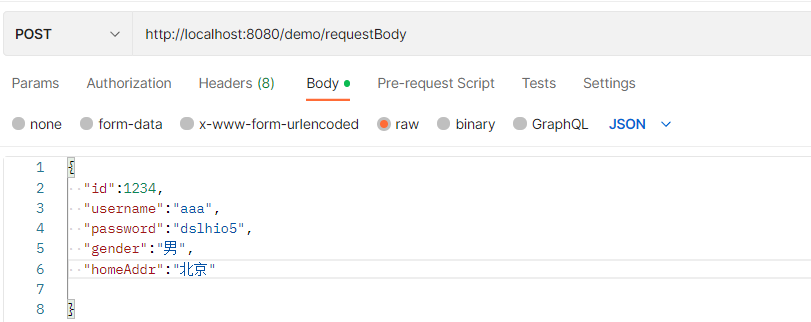 POST http://localhost:8080/demo/requestBody
Params Authorization Headers (8) Body Pre-request Script Tests Settings
none form-data x-www-form-urlencoded raw binary GraphQL JSON
1 {
2 "id":1234,
3 "username":"aaa",
4 "password":"dslhio5",
5 "gender":"男",
6 "homeAddr":"北京"
7
8 }